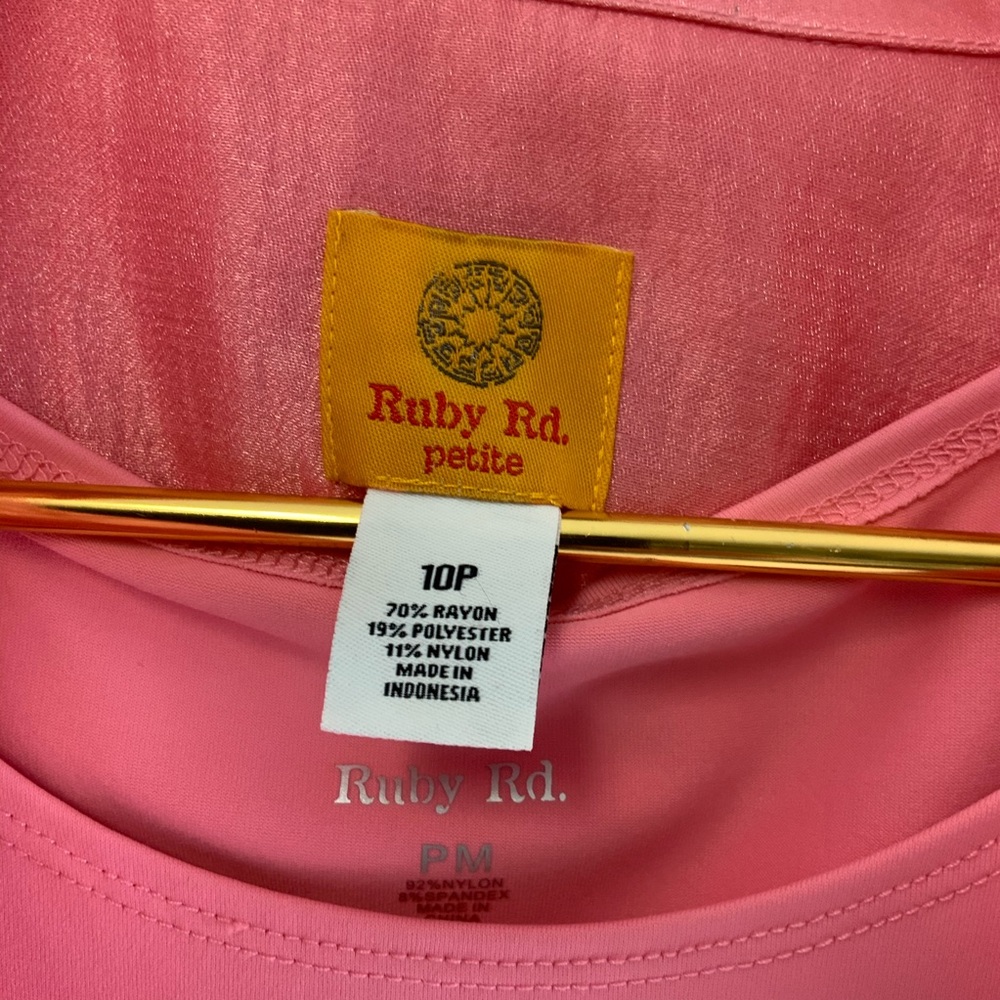 Ruby Rd.
petite
10P
70% RAYON
19% POLYESTER
11% NYLON
MADE IN
INDONESIA
Ruby Rd.
PM
92%NYLON
8%SPANDEX
MADE IN
CHINA